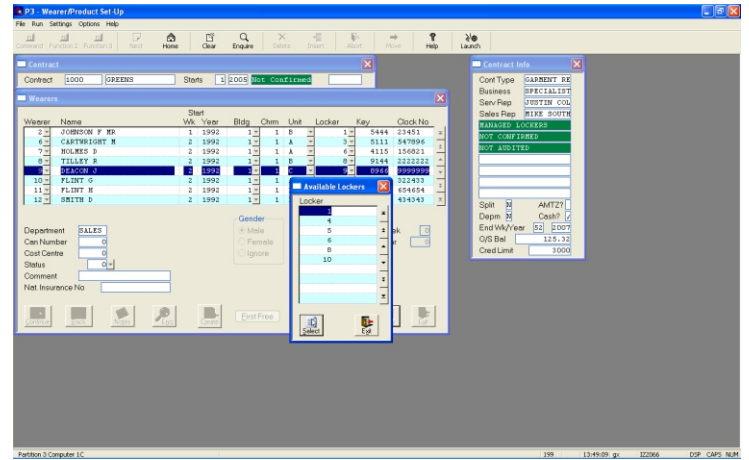 P3 - Wearer/Product Set-Up
File Run Settings Options Help
Command Function 2 Function 3 Next Home Clear Enquire Delete Insert Abort Move Help Launch
Contract
Contract 1000 GREENS Starts 1 2005 Not Confirmed
Wearers
Start
Wearer Name Wk Year Bldg Chrm Unit Locker Key Clock No
2 JOHNSON F MR 1 1992 1 1 B 1 5444 23451
6 CARTWRIGHT M 2 1992 1 1 A 3 5111 547896
7 HOLMES D 2 1992 1 1 A 6 4115 156821
8 TILLEY R 2 1992 1 1 B 8 9144 2222222
9 DEACON J 2 1992 1 1 C 9 8966 9999999
10 FLINT G 2 1992 1 1 322433
11 FLINT H 2 1992 1 1 654654
12 SMITH D 2 1992 1 1 434343
Department SALES
Can Number 0
Cost Centre 0
Status 0
Comment
Nat. Insurance No
Gender
Male
Female
Ignore
0
0
Notes
Create
First Free
Exit
Available Lockers
Locker
1
4
5
6
8
10
Select Exit
Contract Info
Cont Type GARMENT RE
Business SPECIALIST
Serv Rep JUSTIN COL
Sales Rep MIKE SOUTH
MANAGED LOCKERS
NOT CONFIRMED
NOT AUDITED
Split N AMTZ?
Deprn N Cash? /
End Wk/Year 52 2007
O/S Bal 125.32
Cred Limit 3000
Partition 3 Computer 1C 199 13:49:09 gx IZ2066 DSP CAPS NUM